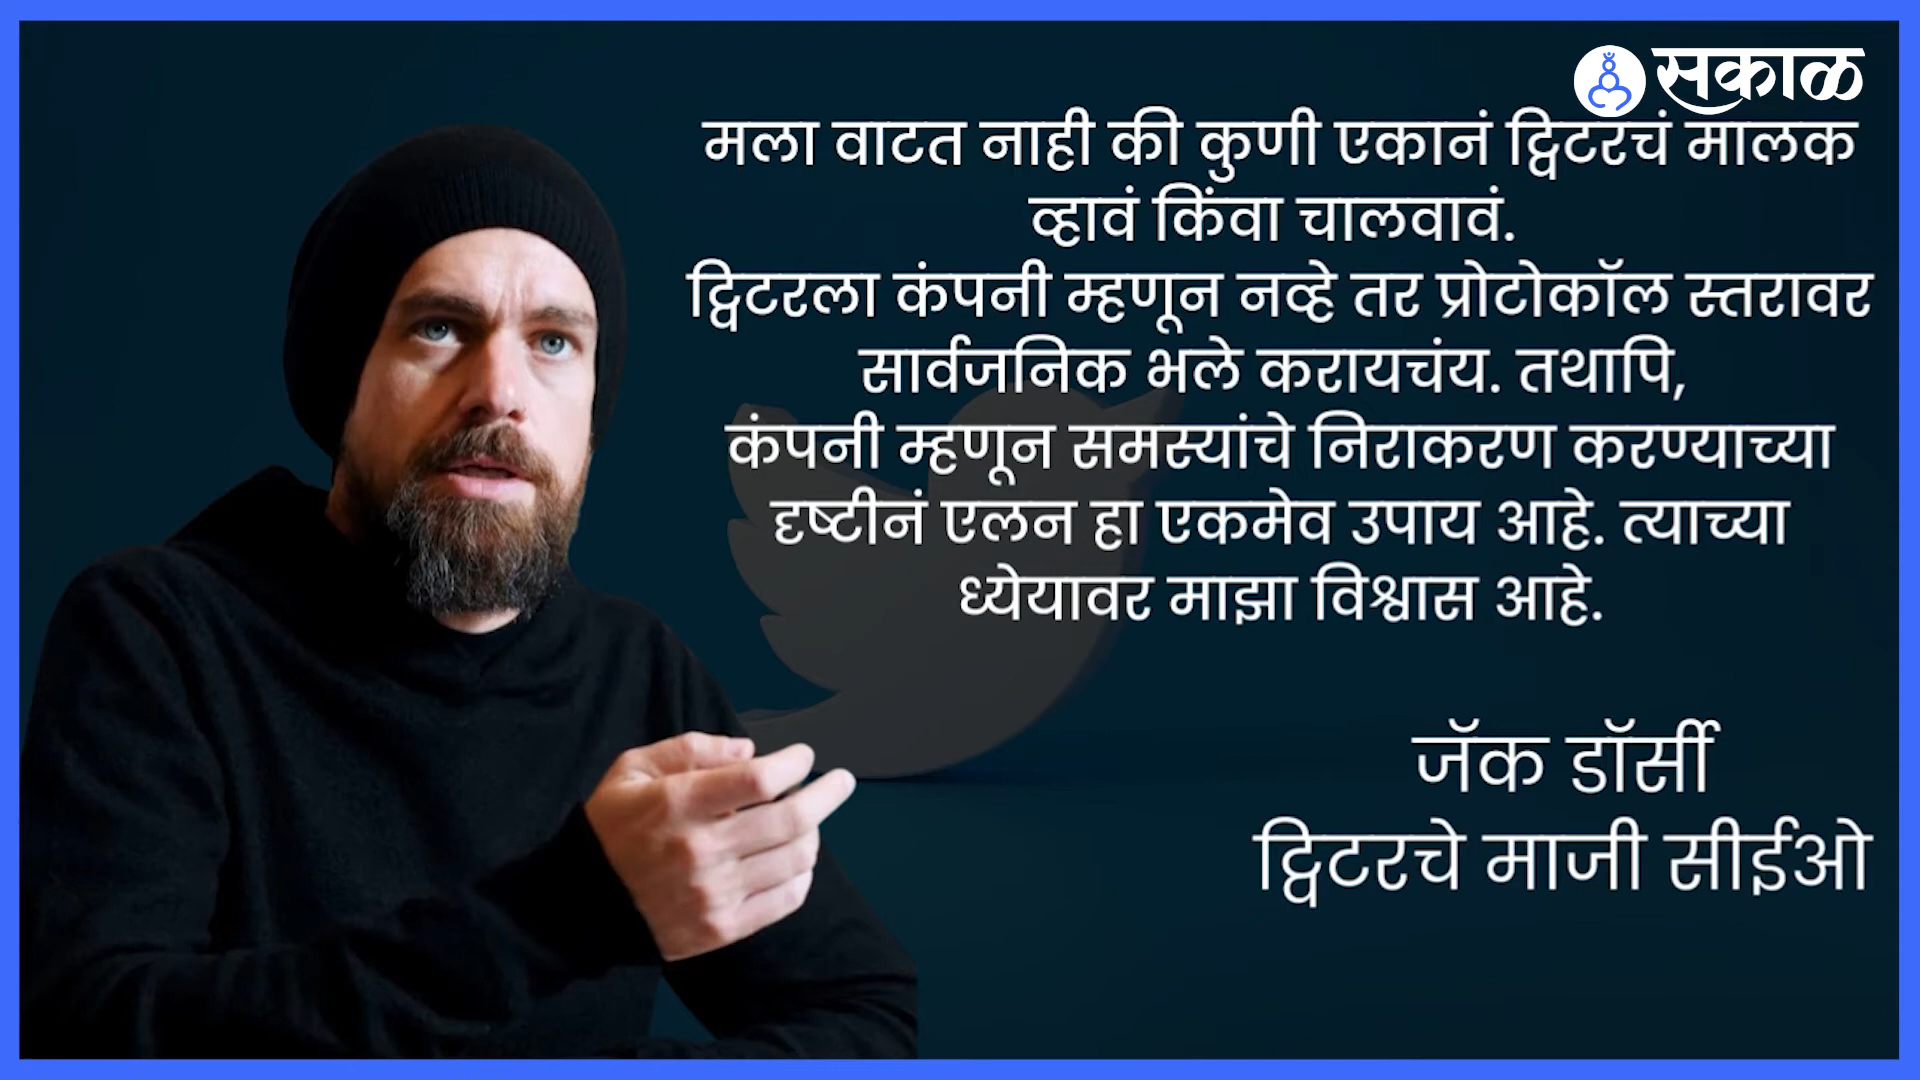 सकाळ
मला वाटत नाही की कुणी एकानं ट्विटरचं मालक
व्हावं किंवा चालवावं.
ट्विटरला कंपनी म्हणून नव्हे तर प्रोटोकॉल स्तरावर
सार्वजनिक भले करायचंय. तथापि,
कंपनी म्हणून समस्यांचे निराकरण करण्याच्या
दृष्टीनं एलन हा एकमेव उपाय आहे. त्याच्या
ध्येयावर माझा विश्वास आहे.
जॅक डॉर्सी
ट्विटरचे माजी सीईओ